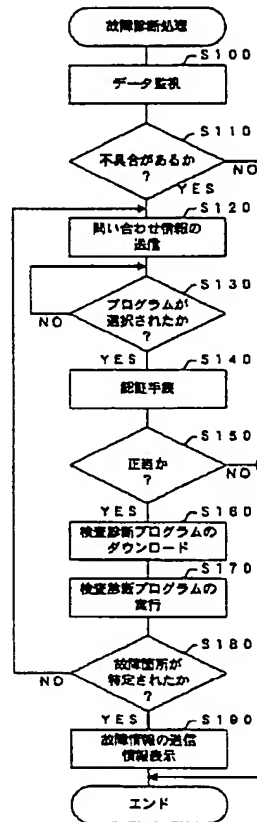 故障診断処理
S100
データ監視
S110
不具合があるか
?
NO
YES
S120
問い合わせ情報の
送信
S130
プログラムが
選択されたか
?
NO
YES
S140
認証手続
S150
正当か
?
NO
YES
S160
検査診断プログラムの
ダウンロード
S170
検査診断プログラムの
実行
S180
故障箇所が
特定されたか
?
NO
YES
S190
故障情報の送信
情報表示
エンド